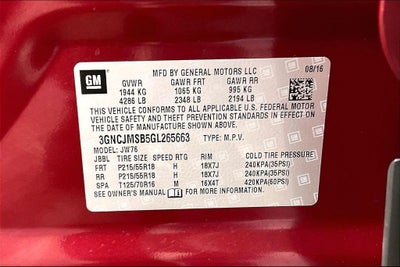 GM
MFD BY GENERAL MOTORS LLC
08/16
GVWR GAWR FRT GAWR RR
1944 KG 1065 KG 995 KG
4286 LB 2348 LB 2194 LB
THIS VEHICLE CONFORMS TO ALL APPLICABLE U.S. FEDERAL MOTOR
VEHICLE SAFETY AND THEFT PREVENTION STANDARDS IN EFFECT ON
THE DATE OF MANUFACTURE SHOWN ABOVE.
3GNCJMSB5GL265663 TYPE: M.P.V.
MODEL: JW76
JBBL TIRE SIZE SPEED RTG RIM COLD TIRE PRESSURE
FRT P215/55R18 H 18X7J 240KPA(35PSI)
RR P215/55R18 H 18X7J 240KPA(35PSI)
SPA T125/70R16 M 16X4T 420KPA(60PSI)
SEE OWNER'S MANUAL FOR MORE INFORMATION.